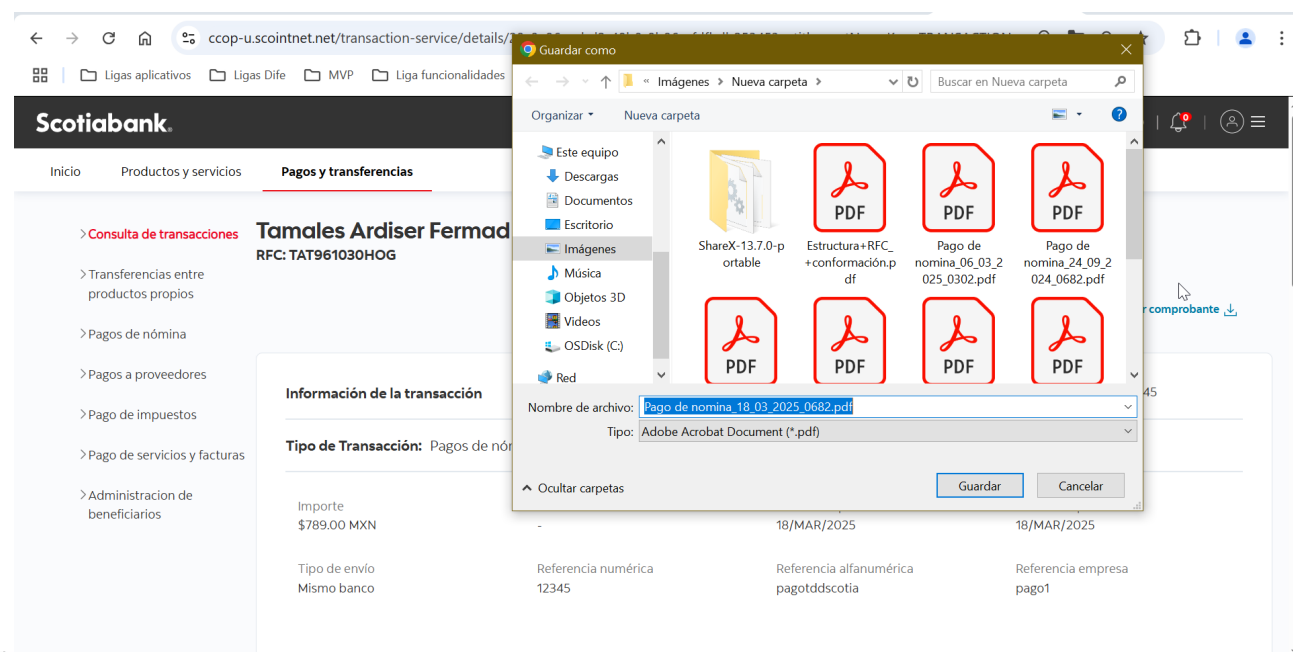 ccop-u.scointnet.net/transaction-service/details/
Ligas aplicativos
Ligas Dife
MVP
Liga funcionalidades
Guardar como
« Imágenes > Nueva carpeta >
Buscar en Nueva carpeta
Organizar
Nueva carpeta
Este equipo
Descargas
Documentos
Escritorio
Imágenes
Música
Objetos 3D
Videos
OSDisk (C:)
Red
PDF
PDF
PDF
ShareX-13.7.0-p
ortable
Estructura+RFC_
+conformación.p
df
Pago de
nomina_06_03_2
025_0302.pdf
Pago de
nomina_24_09_2
024_0682.pdf
PDF
PDF
PDF
PDF
Nombre de archivo: Pago de nomina_18_03_2025_0682.pdf
Tipo: Adobe Acrobat Document (*.pdf)
Ocultar carpetas
Guardar
Cancelar
Scotiabank.
Inicio
Productos y servicios
Pagos y transferencias
Consulta de transacciones
Transferencias entre
productos propios
Pagos de nómina
Pagos a proveedores
Pago de impuestos
Pago de servicios y facturas
Administracion de
beneficiarios
Tamales Ardiser Fermad
RFC: TAT961030HOG
r comprobante
Información de la transacción
45
Tipo de Transacción: Pagos de nór
Importe
$789.00 MXN
-
18/MAR/2025
18/MAR/2025
Tipo de envío
Mismo banco
Referencia numérica
12345
Referencia alfanumérica
pagotddscotia
Referencia empresa
pago1